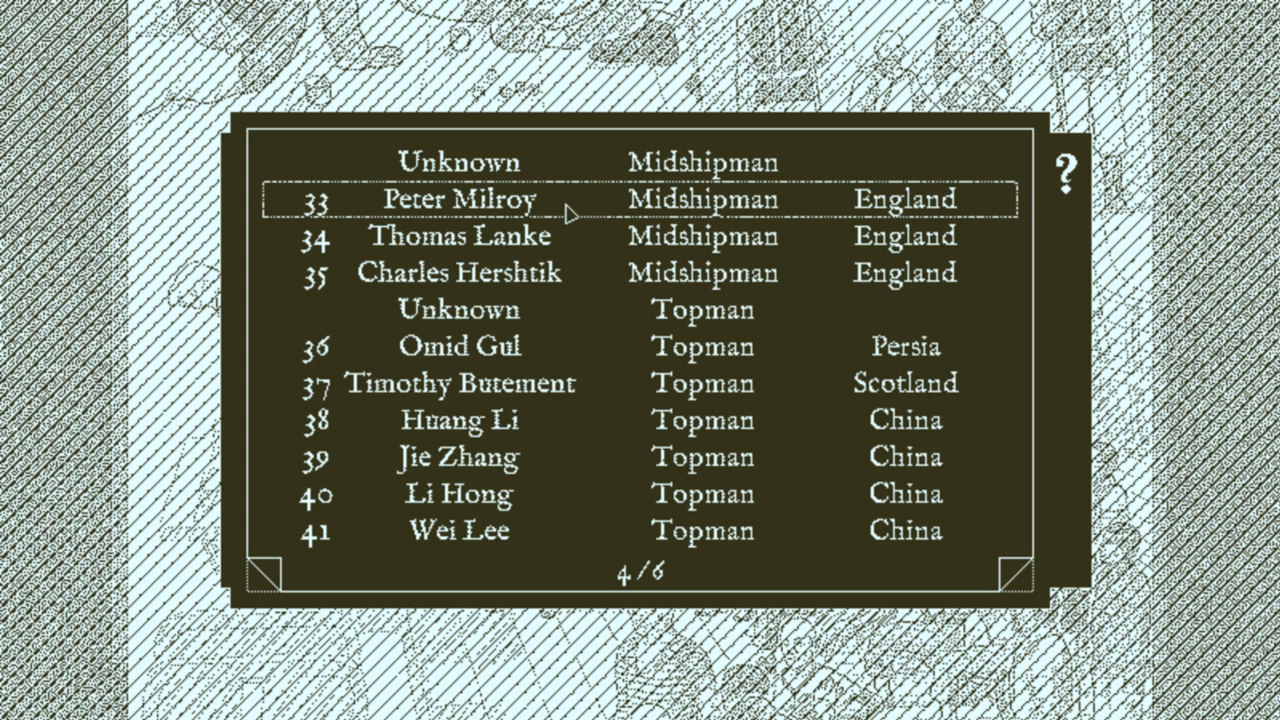 Unknown Midshipman
?
33 Peter Milroy Midshipman England
34 Thomas Lanke Midshipman England
35 Charles Hershtik Midshipman England
Unknown Topman
36 Omid Gul Topman Persia
37 Timothy Butement Topman Scotland
38 Huang Li Topman China
39 Jie Zhang Topman China
40 Li Hong Topman China
41 Wei Lee Topman China
4/6